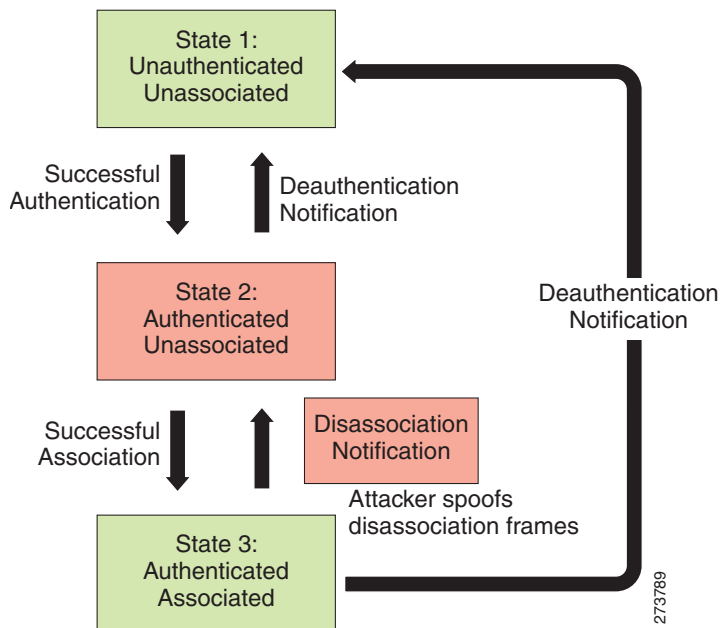 State 1:
Unauthenticated
Unassociated
Successful
Authentication
Deauthentication
Notification
State 2:
Authenticated
Unassociated
Deauthentication
Notification
Successful
Association
Disassociation
Notification
Attacker spoofs
disassociation frames
State 3:
Authenticated
Associated
273789